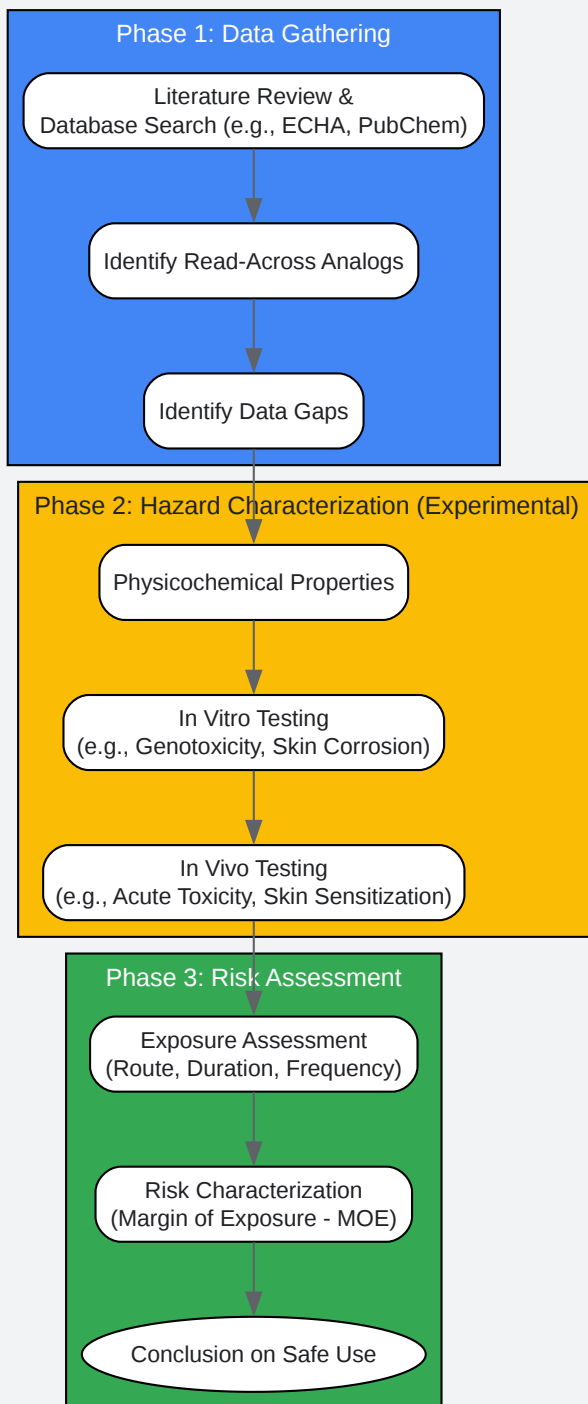 Phase 1: Data Gathering
Literature Review &
Database Search (e.g., ECHA, PubChem)
Identify Read-Across Analogs
Identify Data Gaps
Phase 2: Hazard Characterization (Experimental)
Physicochemical Properties
In Vitro Testing
(e.g., Genotoxicity, Skin Corrosion)
In Vivo Testing
(e.g., Acute Toxicity, Skin Sensitization)
Phase 3: Risk Assessment
Exposure Assessment
(Route, Duration, Frequency)
Risk Characterization
(Margin of Exposure - MOE)
Conclusion on Safe Use